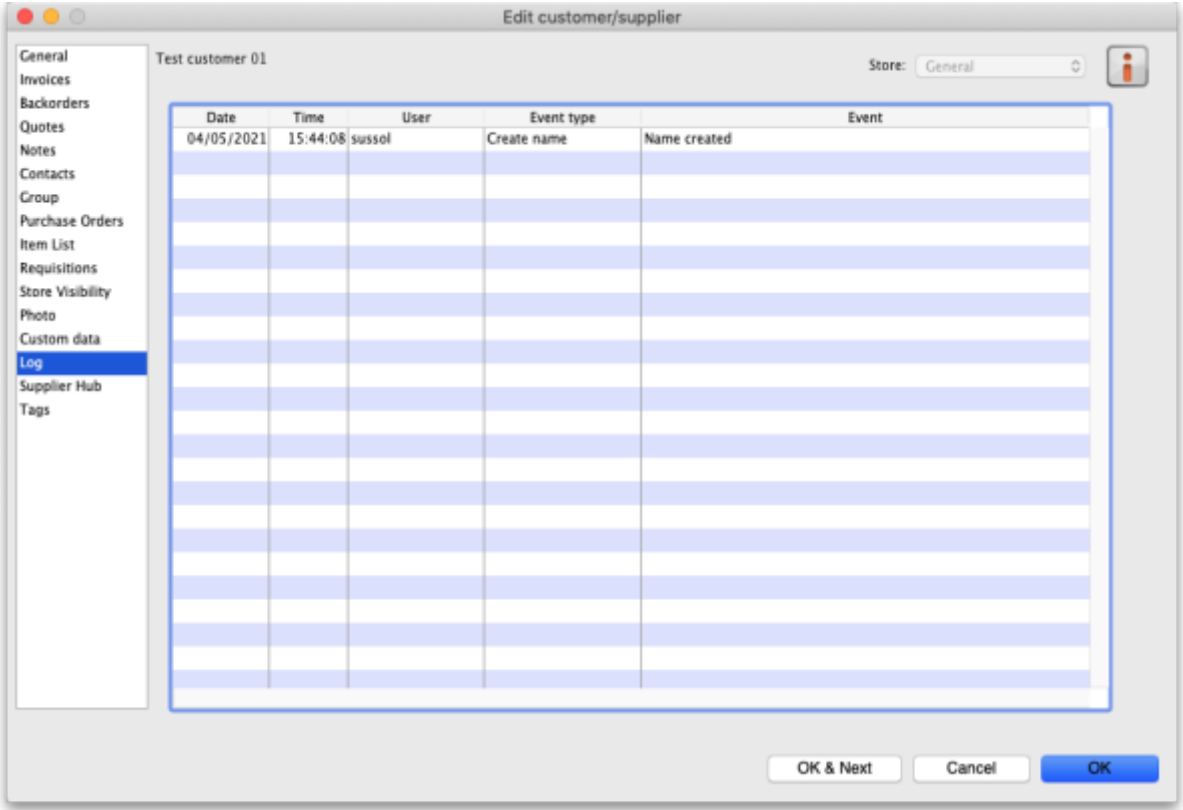 Edit customer/supplier
General
Invoices
Backorders
Quotes
Notes
Contacts
Group
Purchase Orders
Item List
Requisitions
Store Visibility
Photo
Custom data
Log
Supplier Hub
Tags
Test customer 01
Store: General
Date Time User Event type Event
04/05/2021 15:44:08 sussol Create name Name created
OK & Next Cancel OK